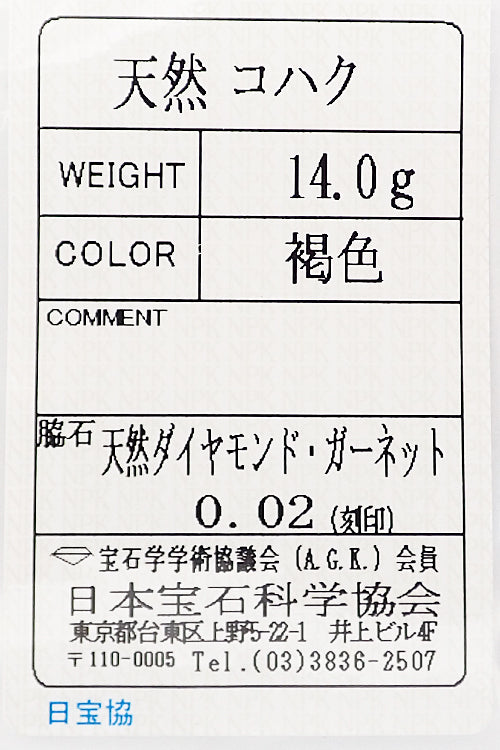 天然 コハク
WEIGHT 14.0g
COLOR 褐色
COMMENT
脇石 天然ダイヤモンド・ガーネット
0.02 (刻印)
宝石学学術協議会 (A.G.K.) 会員
日本宝石科学協会
東京都台東区上野5-22-1 井上ビル4F
〒110-0005 Tel.(03)3836-2507
日宝協